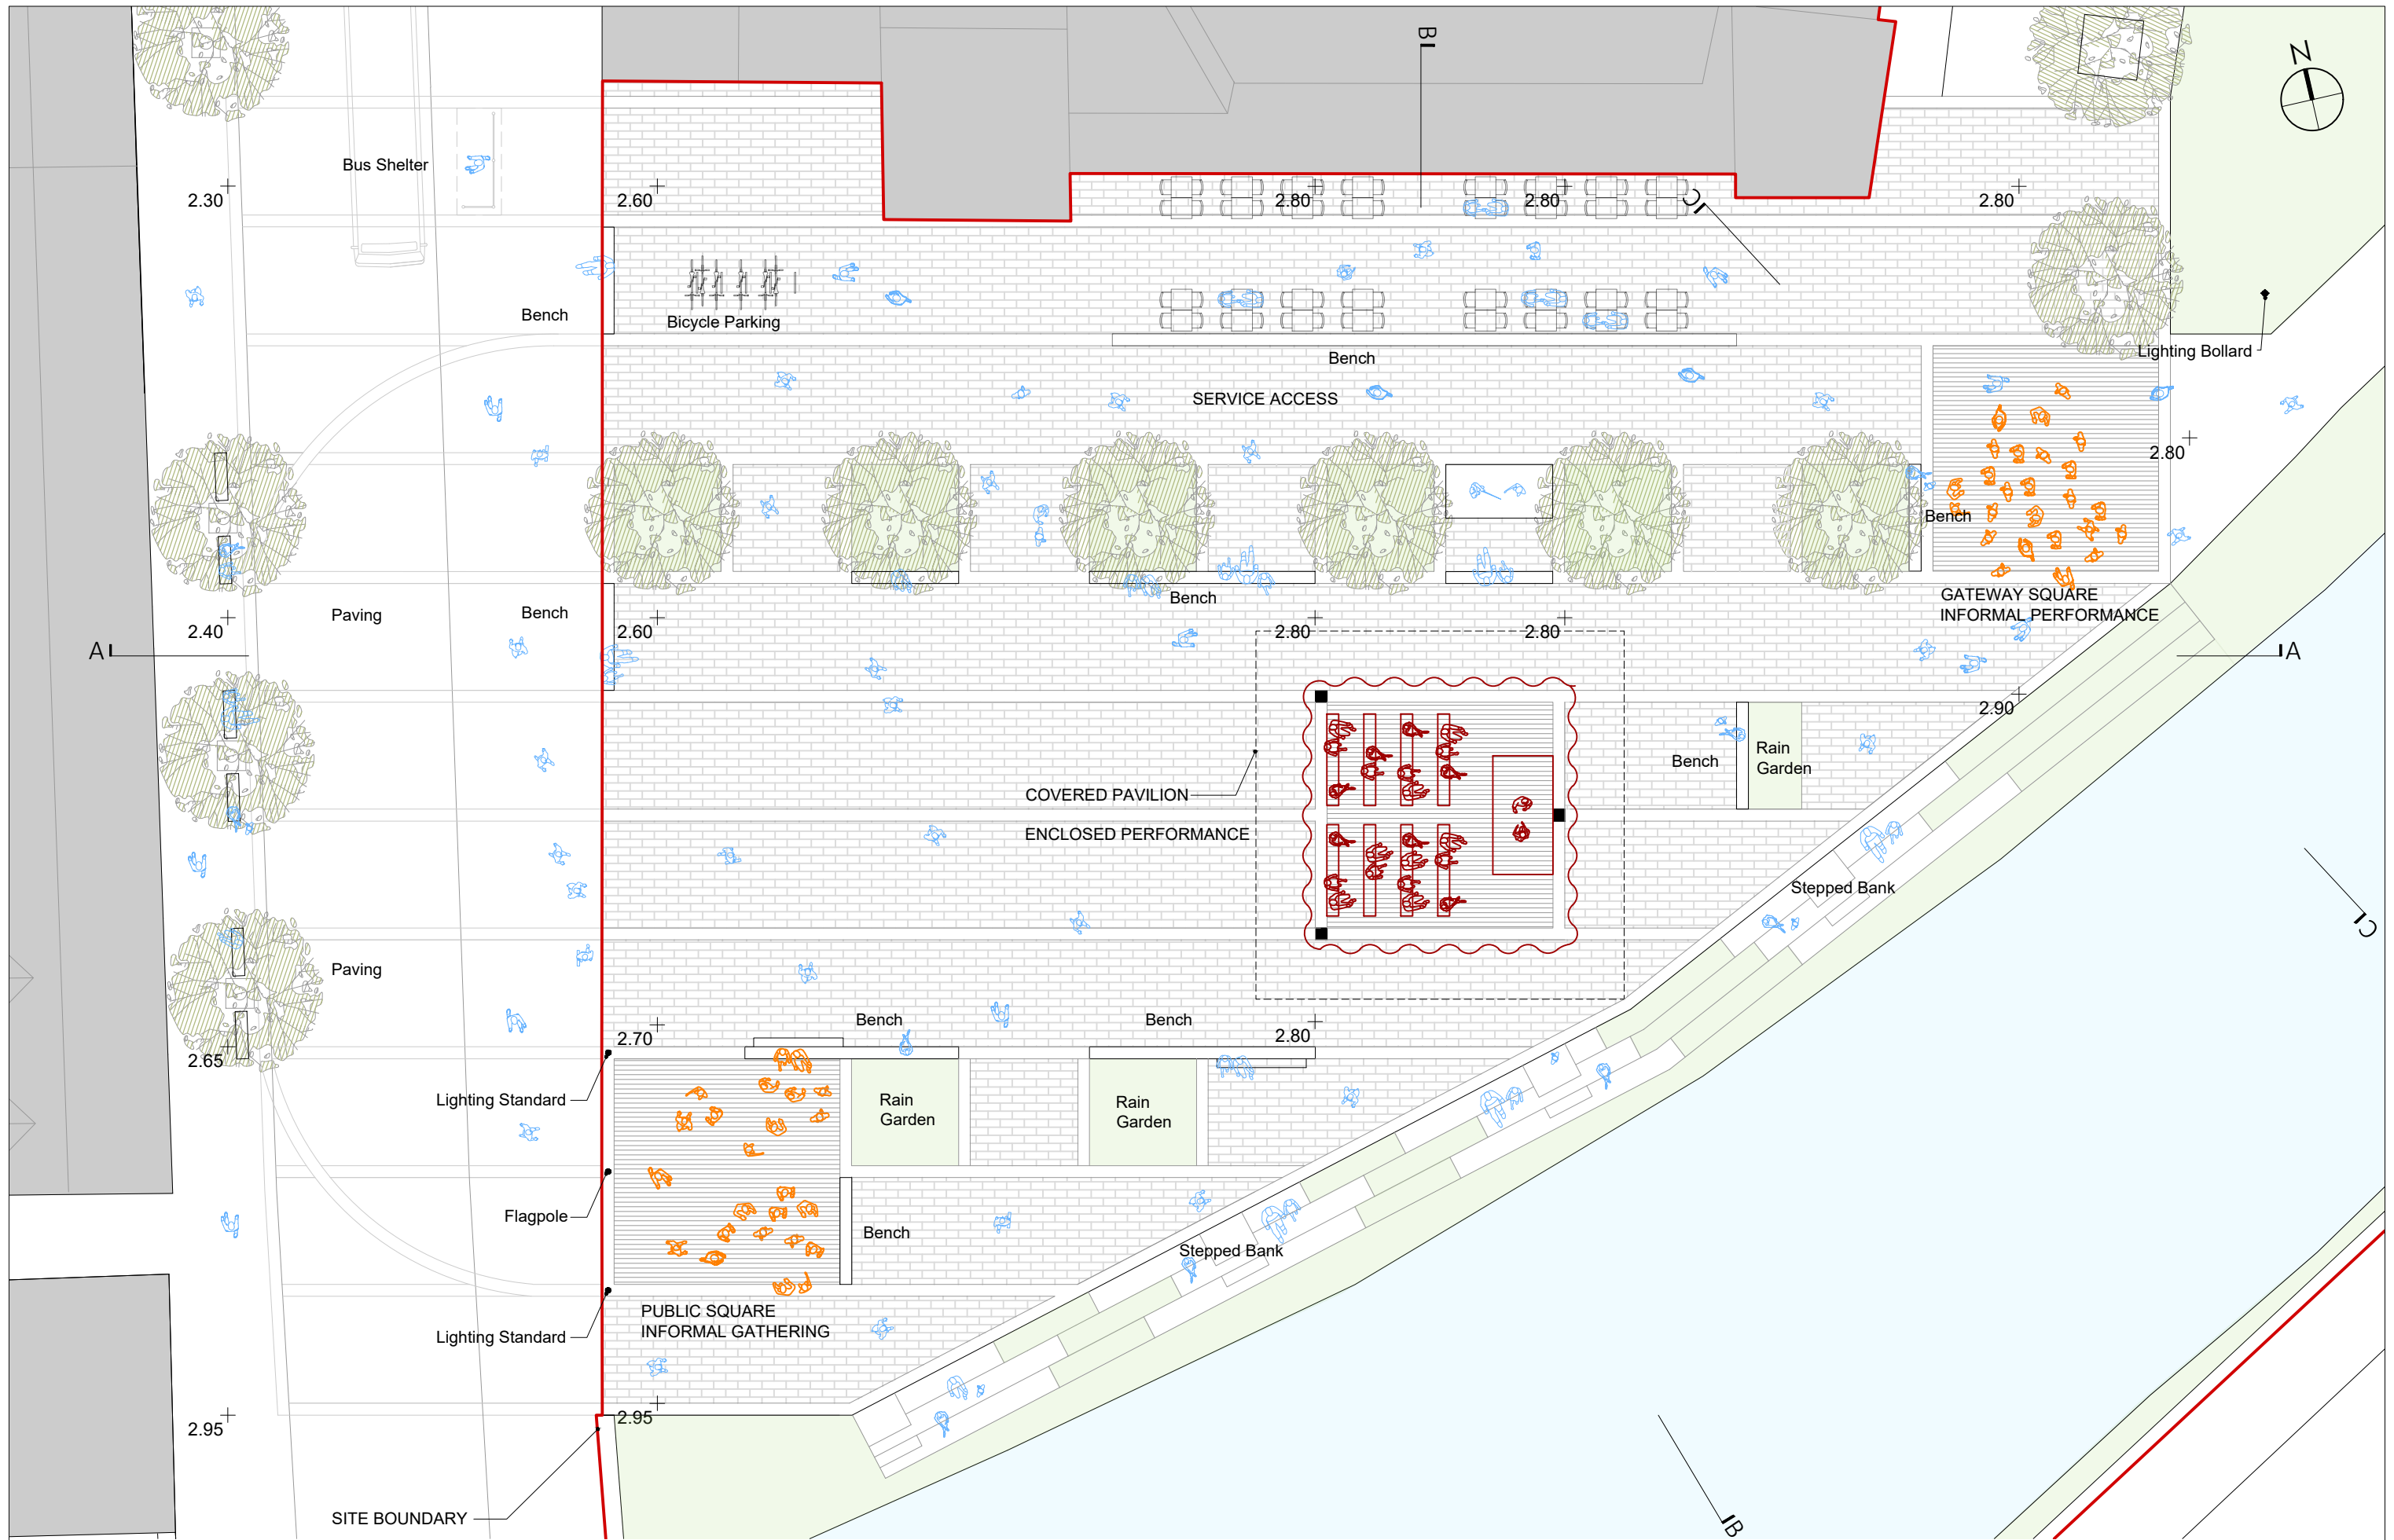 B
N
Bus Shelter
2.30
2.60
2.80
2.80
C
2.80
Bench
Bicycle Parking
Bench
Lighting Bollard
SERVICE ACCESS
2.80
Bench
Bench
GATEWAY SQUARE
INFORMAL PERFORMANCE
Paving
Bench
2.40
2.60
2.80
2.80
A
A
2.90
Rain
Garden
Bench
COVERED PAVILION
ENCLOSED PERFORMANCE
Stepped Bank
C
Paving
Bench
Bench
2.65
2.70
2.80
Lighting Standard
Rain
Garden
Rain
Garden
Flagpole
Bench
Stepped Bank
PUBLIC SQUARE
INFORMAL GATHERING
Lighting Standard
2.95
2.95
SITE BOUNDARY
B